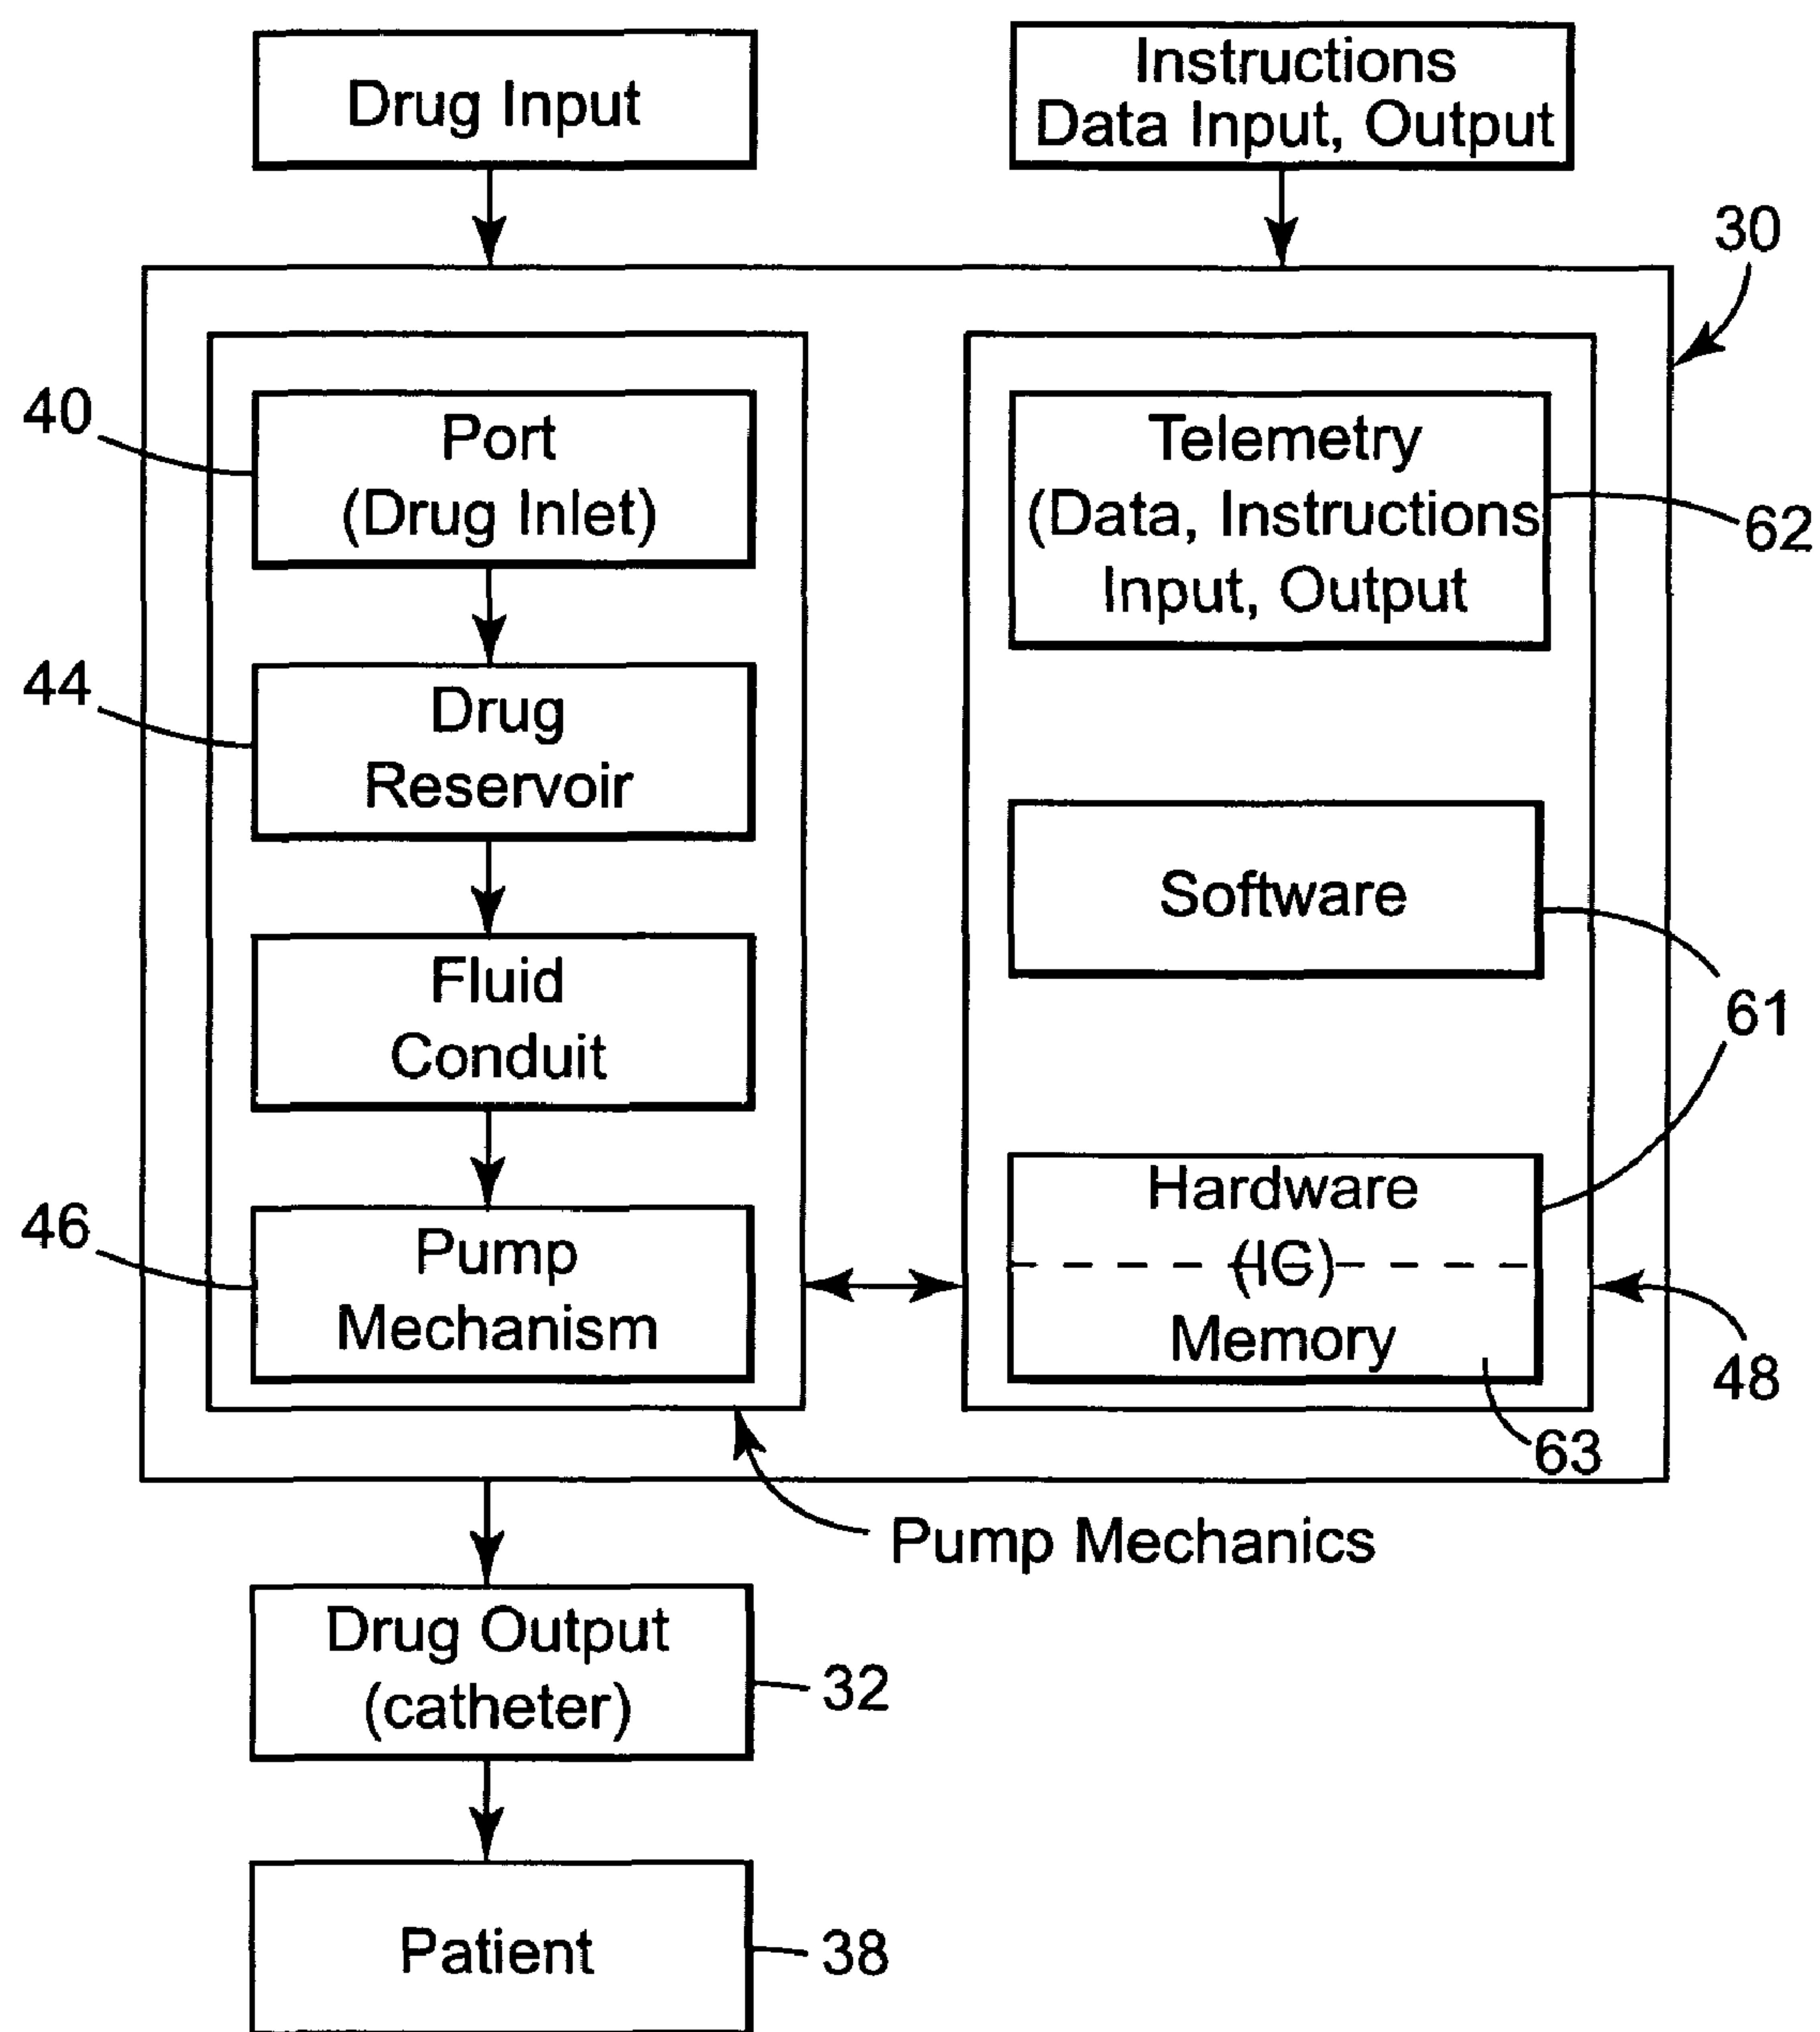 Drug Input
Instructions
Data Input, Output
30
40
Port
(Drug Inlet)
Telemetry
(Data, Instructions
Input, Output
62
44
Drug
Reservoir
Software
Fluid
Conduit
61
46
Pump
Mechanism
Hardware
(IC)
Memory
48
63
Pump Mechanics
Drug Output
(catheter)
32
Patient
38